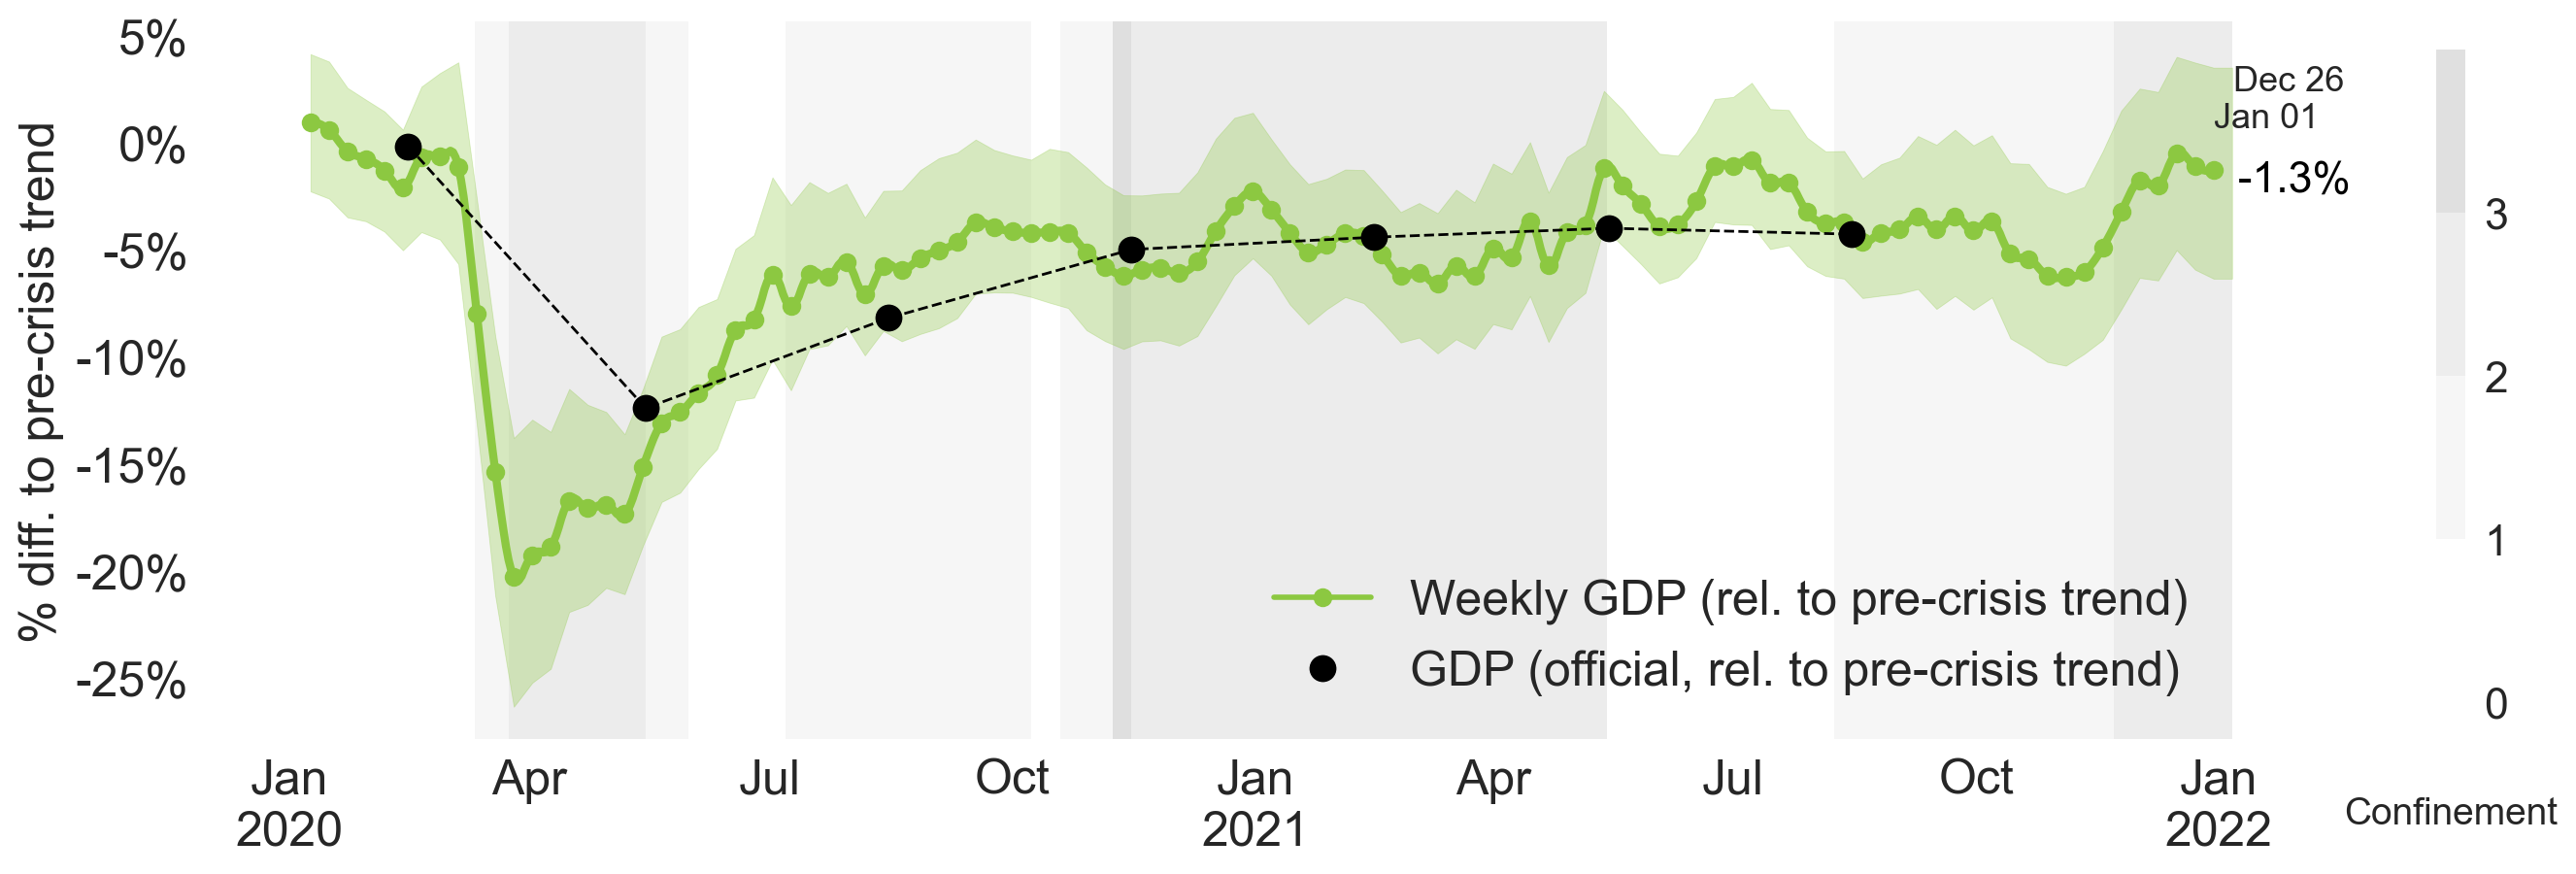 % diff. to pre-crisis trend
5%
0%
-5%
-10%
-15%
-20%
-25%
Dec 26
Jan 01
-1.3%
Weekly GDP (rel. to pre-crisis trend)
GDP (official, rel. to pre-crisis trend)
Jan Apr Jul Oct Jan Apr Jul Oct Jan
2020 2021 2022
3
2
1
0
Confinement